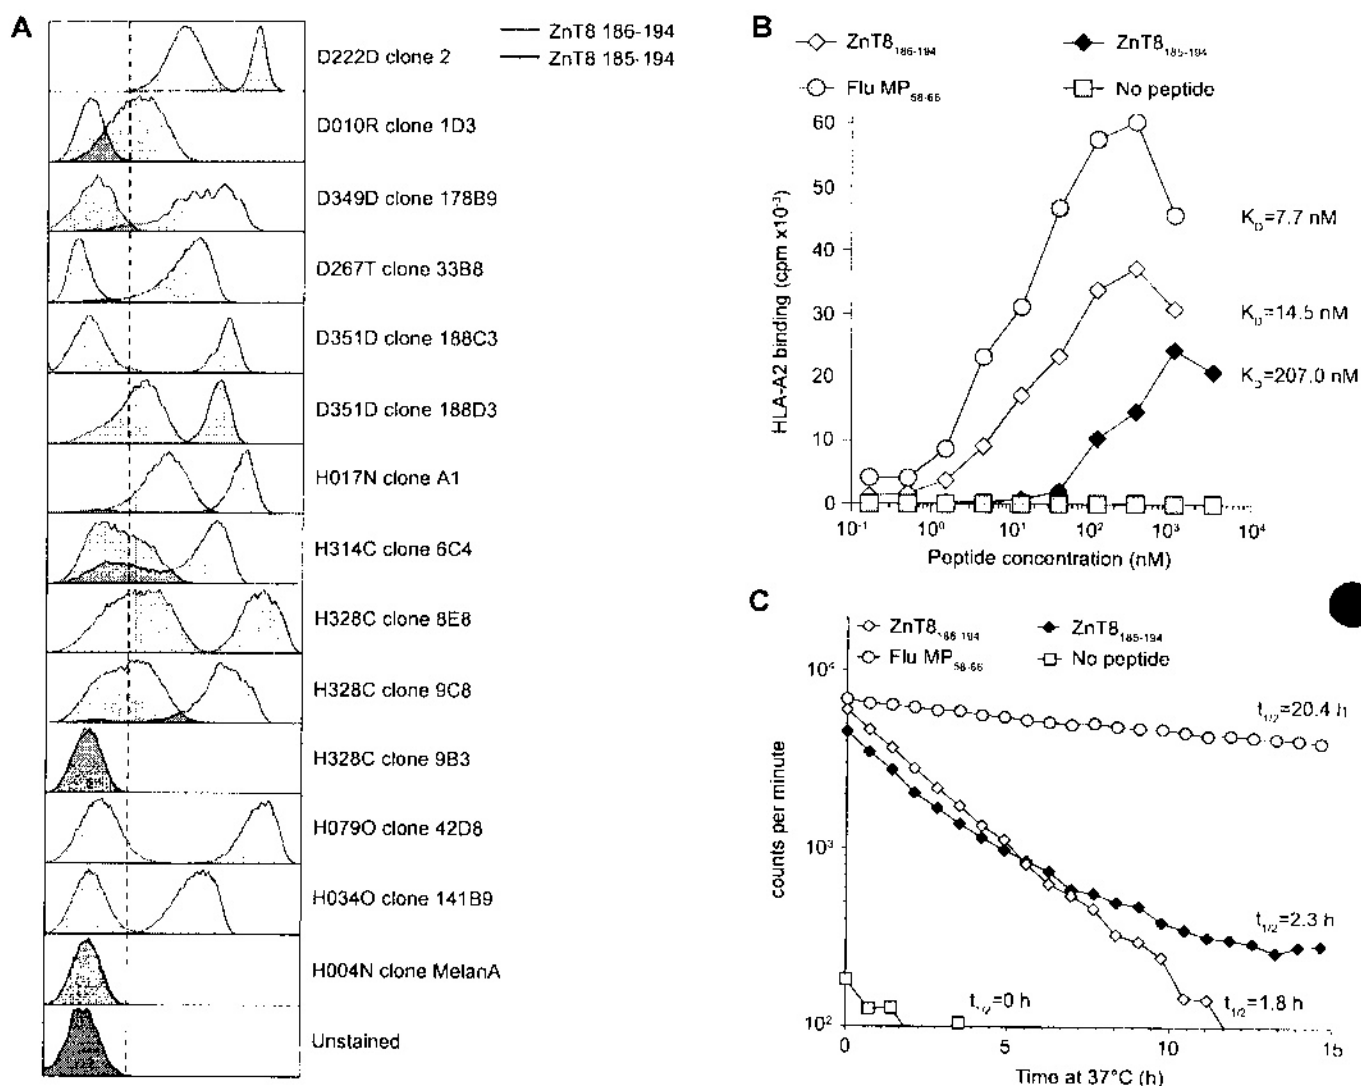 A
ZnT8 186-194
ZnT8 185-194
D222D clone 2
D010R clone 1D3
D349D clone 178B9
D267T clone 33B8
D351D clone 188C3
D351D clone 188D3
H017N clone A1
H314C clone 6C4
H328C clone 8E8
H328C clone 9C8
H328C clone 9B3
H079O clone 42D8
H034O clone 141B9
H004N clone MelanA
Unstained
B
ZnT8186-194
ZnT8185-194
Flu MP58-66
No peptide
HLA-A2 binding (cpm x10-3)
60
50
40
30
20
10
0
KD=7.7 nM
KD=14.5 nM
KD=207.0 nM
10-1
100
101
102
103
104
Peptide concentration (nM)
C
ZnT8186-194
ZnT8185-194
Flu MP58-66
No peptide
counts per minute
104
103
102
t1/2=20.4 h
t1/2=2.3 h
t1/2=0 h
t1/2=1.8 h
0
5
10
15
Time at 37°C (h)